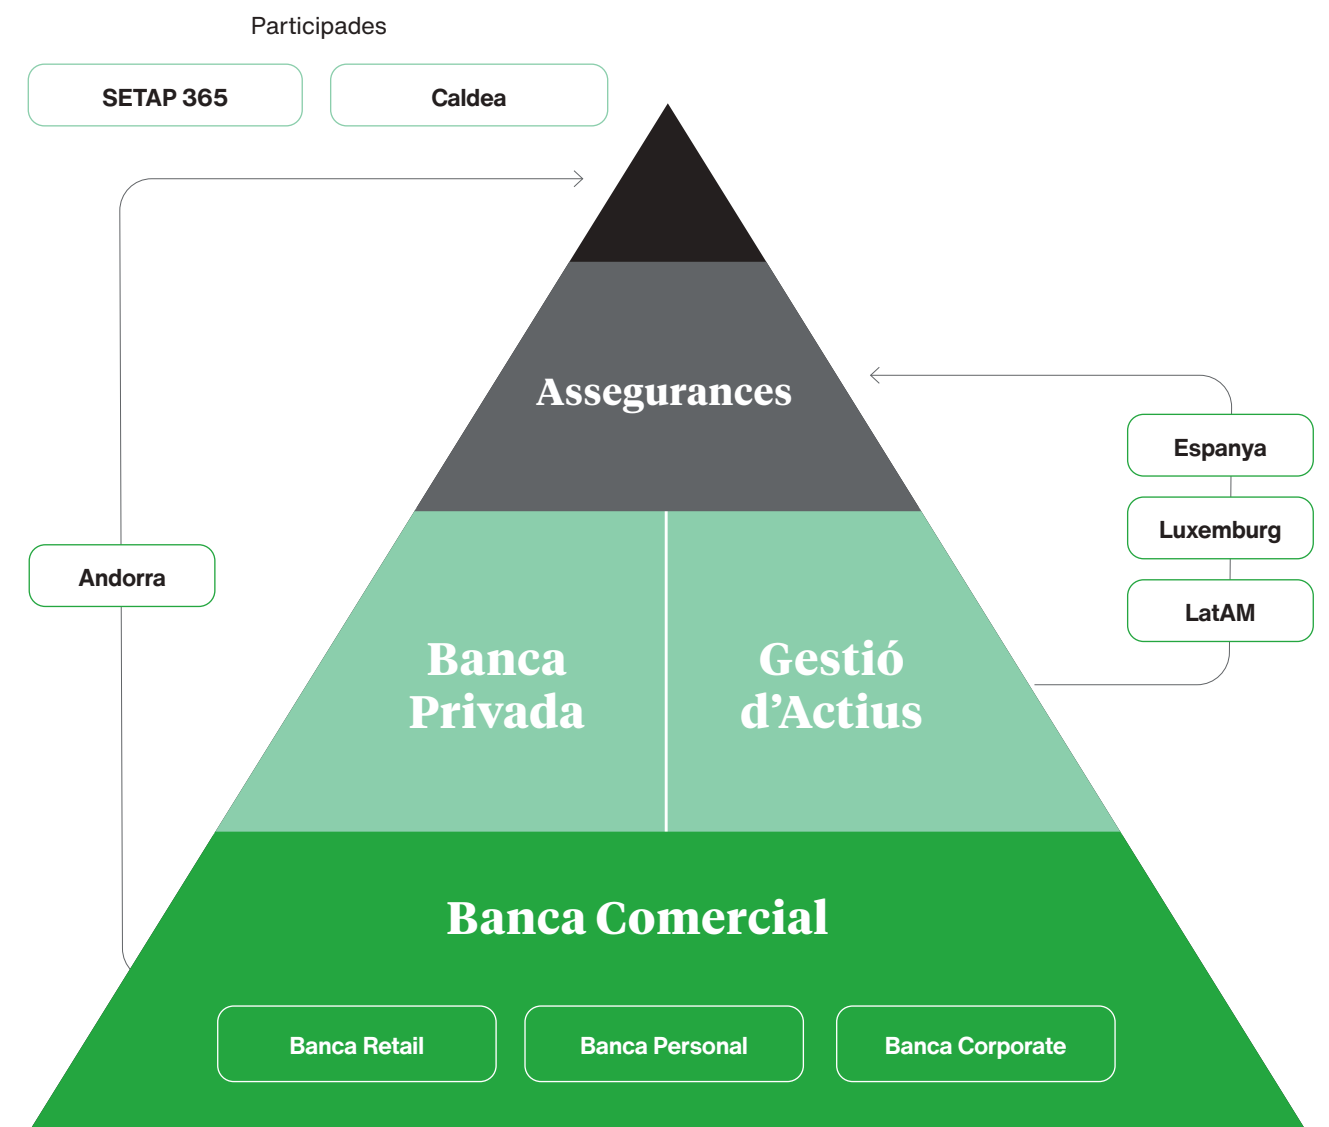 Participades
SETAP 365
Caldea
Assegurances
Espanya
Luxemburg
LatAM
Andorra
Banca
Privada
Gestió
d’Actius
Banca Comercial
Banca Retail
Banca Personal
Banca Corporate